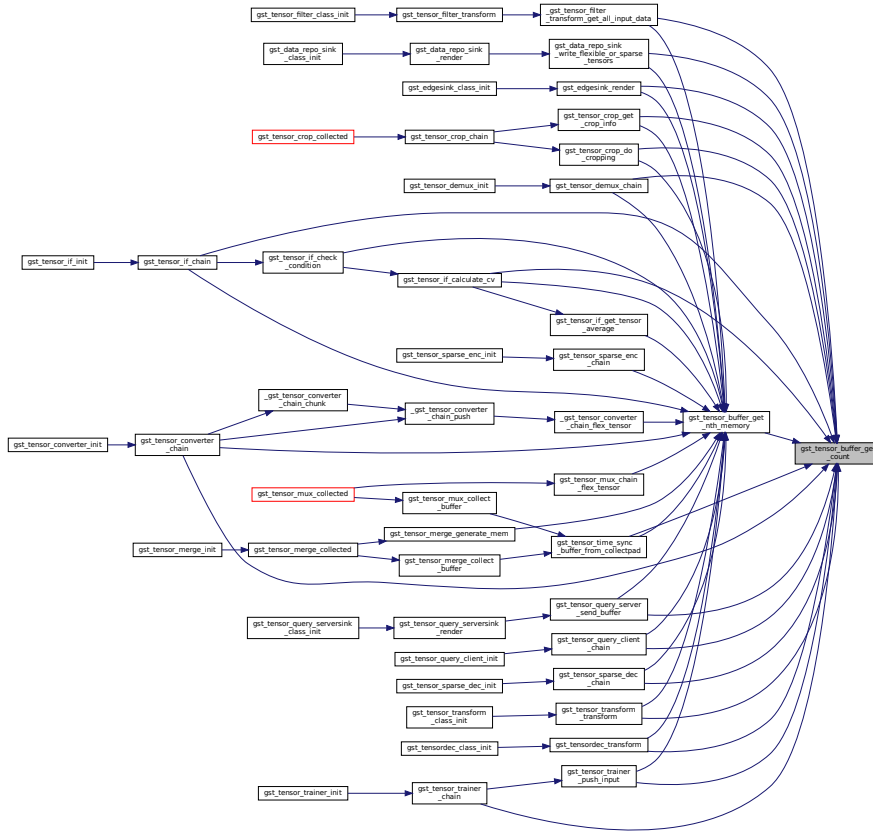 _gst_tensor_filter
_transform_get_all_input_data
gst_tensor_filter_transform
gst_tensor_filter_class_init
gst_data_repo_sink
_write_flexible_or_sparse
_tensors
gst_data_repo_sink
_render
gst_data_repo_sink
_class_init
gst_edgesink_render
gst_edgesink_class_init
gst_tensor_crop_get
_crop_info
gst_tensor_crop_chain
gst_tensor_crop_collected
gst_tensor_crop_do
_cropping
gst_tensor_demux_chain
gst_tensor_demux_init
gst_tensor_if_init
gst_tensor_if_chain
gst_tensor_if_check
_condition
gst_tensor_if_calculate_cv
gst_tensor_if_get_tensor
_average
gst_tensor_sparse_enc
_chain
gst_tensor_sparse_enc_init
_gst_tensor_converter
_chain_chunk
_gst_tensor_converter
_chain_push
_gst_tensor_converter
_chain_flex_tensor
gst_tensor_buffer_get
_nth_memory
gst_tensor_converter_init
gst_tensor_converter
_chain
gst_tensor_buffer_get
_count
gst_tensor_mux_chain
_flex_tensor
gst_tensor_mux_collected
gst_tensor_mux_collect
_buffer
gst_tensor_merge_generate_mem
gst_tensor_merge_init
gst_tensor_merge_collected
gst_tensor_time_sync
_buffer_from_collectpad
gst_tensor_merge_collect
_buffer
gst_tensor_query_server
_send_buffer
gst_tensor_query_serversink
_render
gst_tensor_query_serversink
_class_init
gst_tensor_query_client
_chain
gst_tensor_query_client_init
gst_tensor_sparse_dec
_chain
gst_tensor_sparse_dec_init
gst_tensor_transform
_transform
gst_tensor_transform
_class_init
gst_tensordec_transform
gst_tensordec_class_init
gst_tensor_trainer
_push_input
gst_tensor_trainer
_chain
gst_tensor_trainer_init